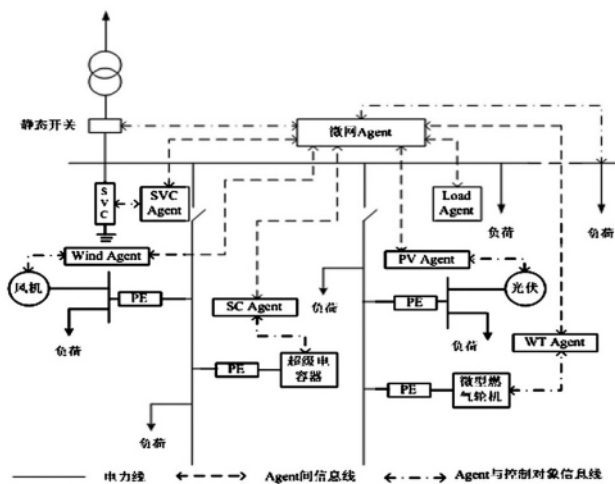 静态开关
微网Agent
SVC
SVC
Agent
Load
Agent
负荷
负荷
Wind Agent
PV Agent
风机
PE
负荷
SC Agent
负荷
PE
光伏
负荷
WT Agent
PE
超级电
容器
PE
微型燃
气轮机
负荷
电力线
Agent间信息线
Agent与控制对象信息线